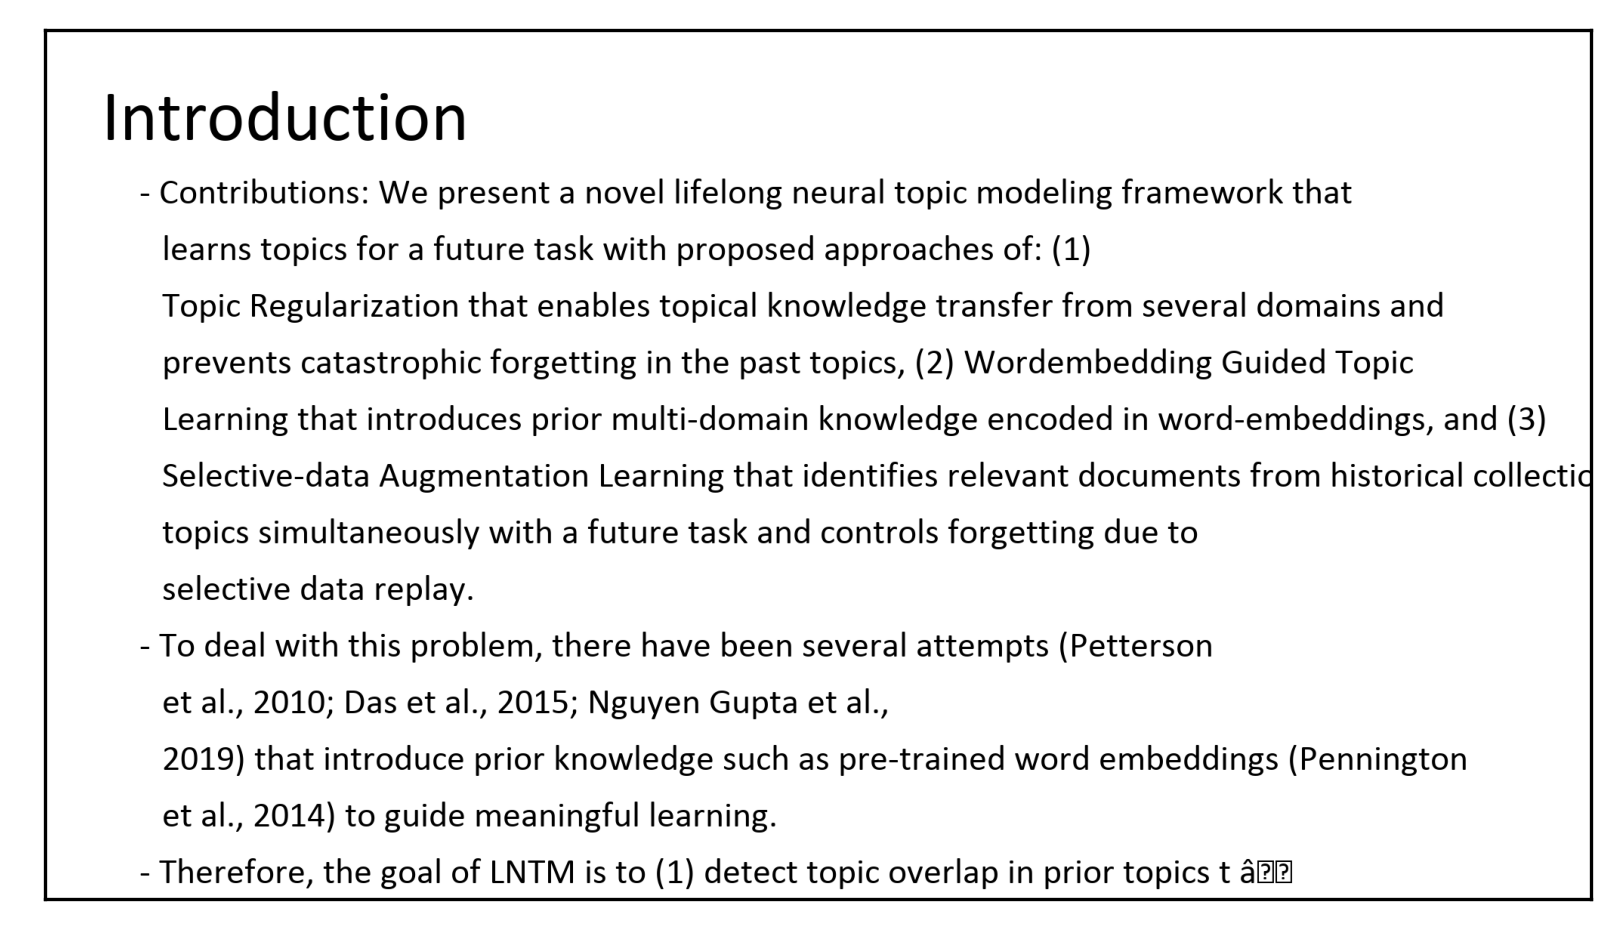 Introduction
- Contributions: We present a novel lifelong neural topic modeling framework that
learns topics for a future task with proposed approaches of: (1)
Topic Regularization that enables topical knowledge transfer from several domains and
prevents catastrophic forgetting in the past topics, (2) Wordembedding Guided Topic
Learning that introduces prior multi-domain knowledge encoded in word-embeddings, and (3)
Selective-data Augmentation Learning that identifies relevant documents from historical collectio
topics simultaneously with a future task and controls forgetting due to
selective data replay.
- To deal with this problem, there have been several attempts (Petterson
et al., 2010; Das et al., 2015; Nguyen Gupta et al.,
2019) that introduce prior knowledge such as pre-trained word embeddings (Pennington
et al., 2014) to guide meaningful learning.
- Therefore, the goal of LNTM is to (1) detect topic overlap in prior topics t â